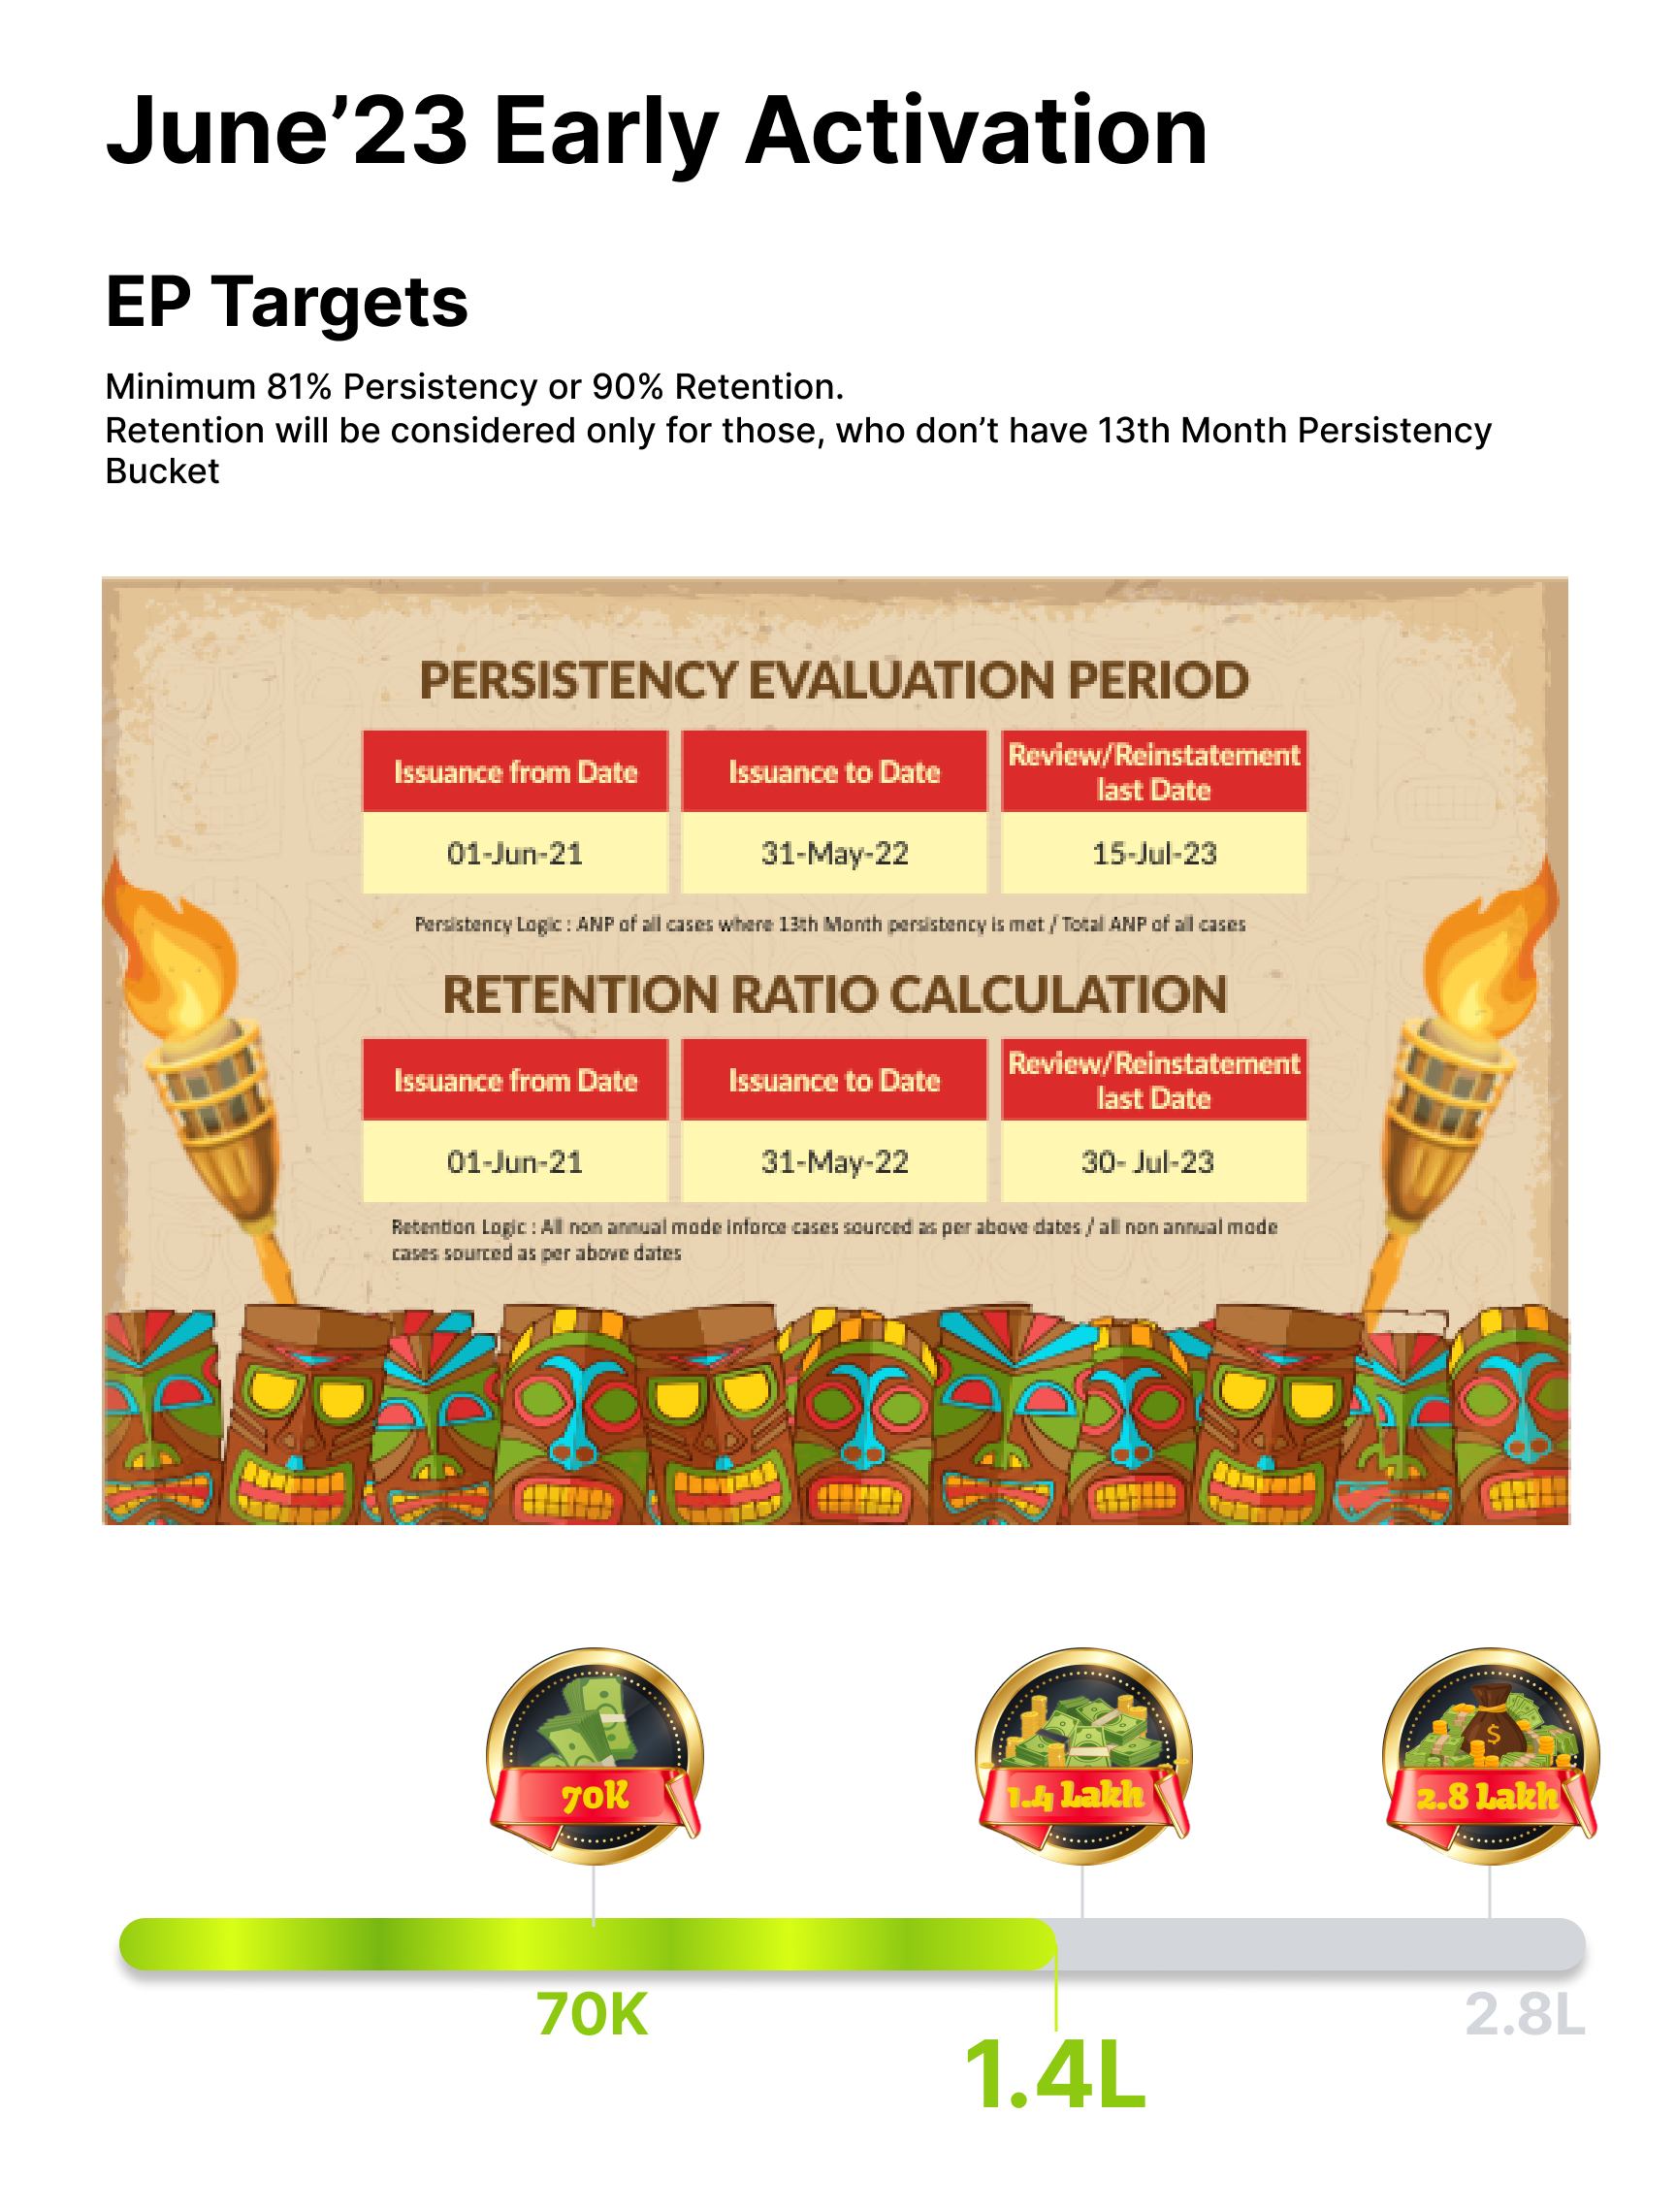 June’23 Early Activation
EP Targets
Minimum 81% Persistency or 90% Retention.
Retention will be considered only for those, who don’t have 13th Month Persistency
Bucket
PERSISTENCY EVALUATION PERIOD
Issuance from Date
Issuance to Date
Review/Reinstatement
last Date
01-Jun-21
31-May-22
15-Jul-23
Persistency Logic : ANP of all cases where 13th Month persistency is met / Total ANP of all cases
RETENTION RATIO CALCULATION
Issuance from Date
Issuance to Date
Review/Reinstatement
last Date
01-Jun-21
31-May-22
30- Jul-23
Retention Logic : All non annual mode inforce cases sourced as per above dates / all non annual mode
cases sourced as per above dates
70K
1.4 Lakh
$
2.8 Lakh
70K
2.8L
1.4L